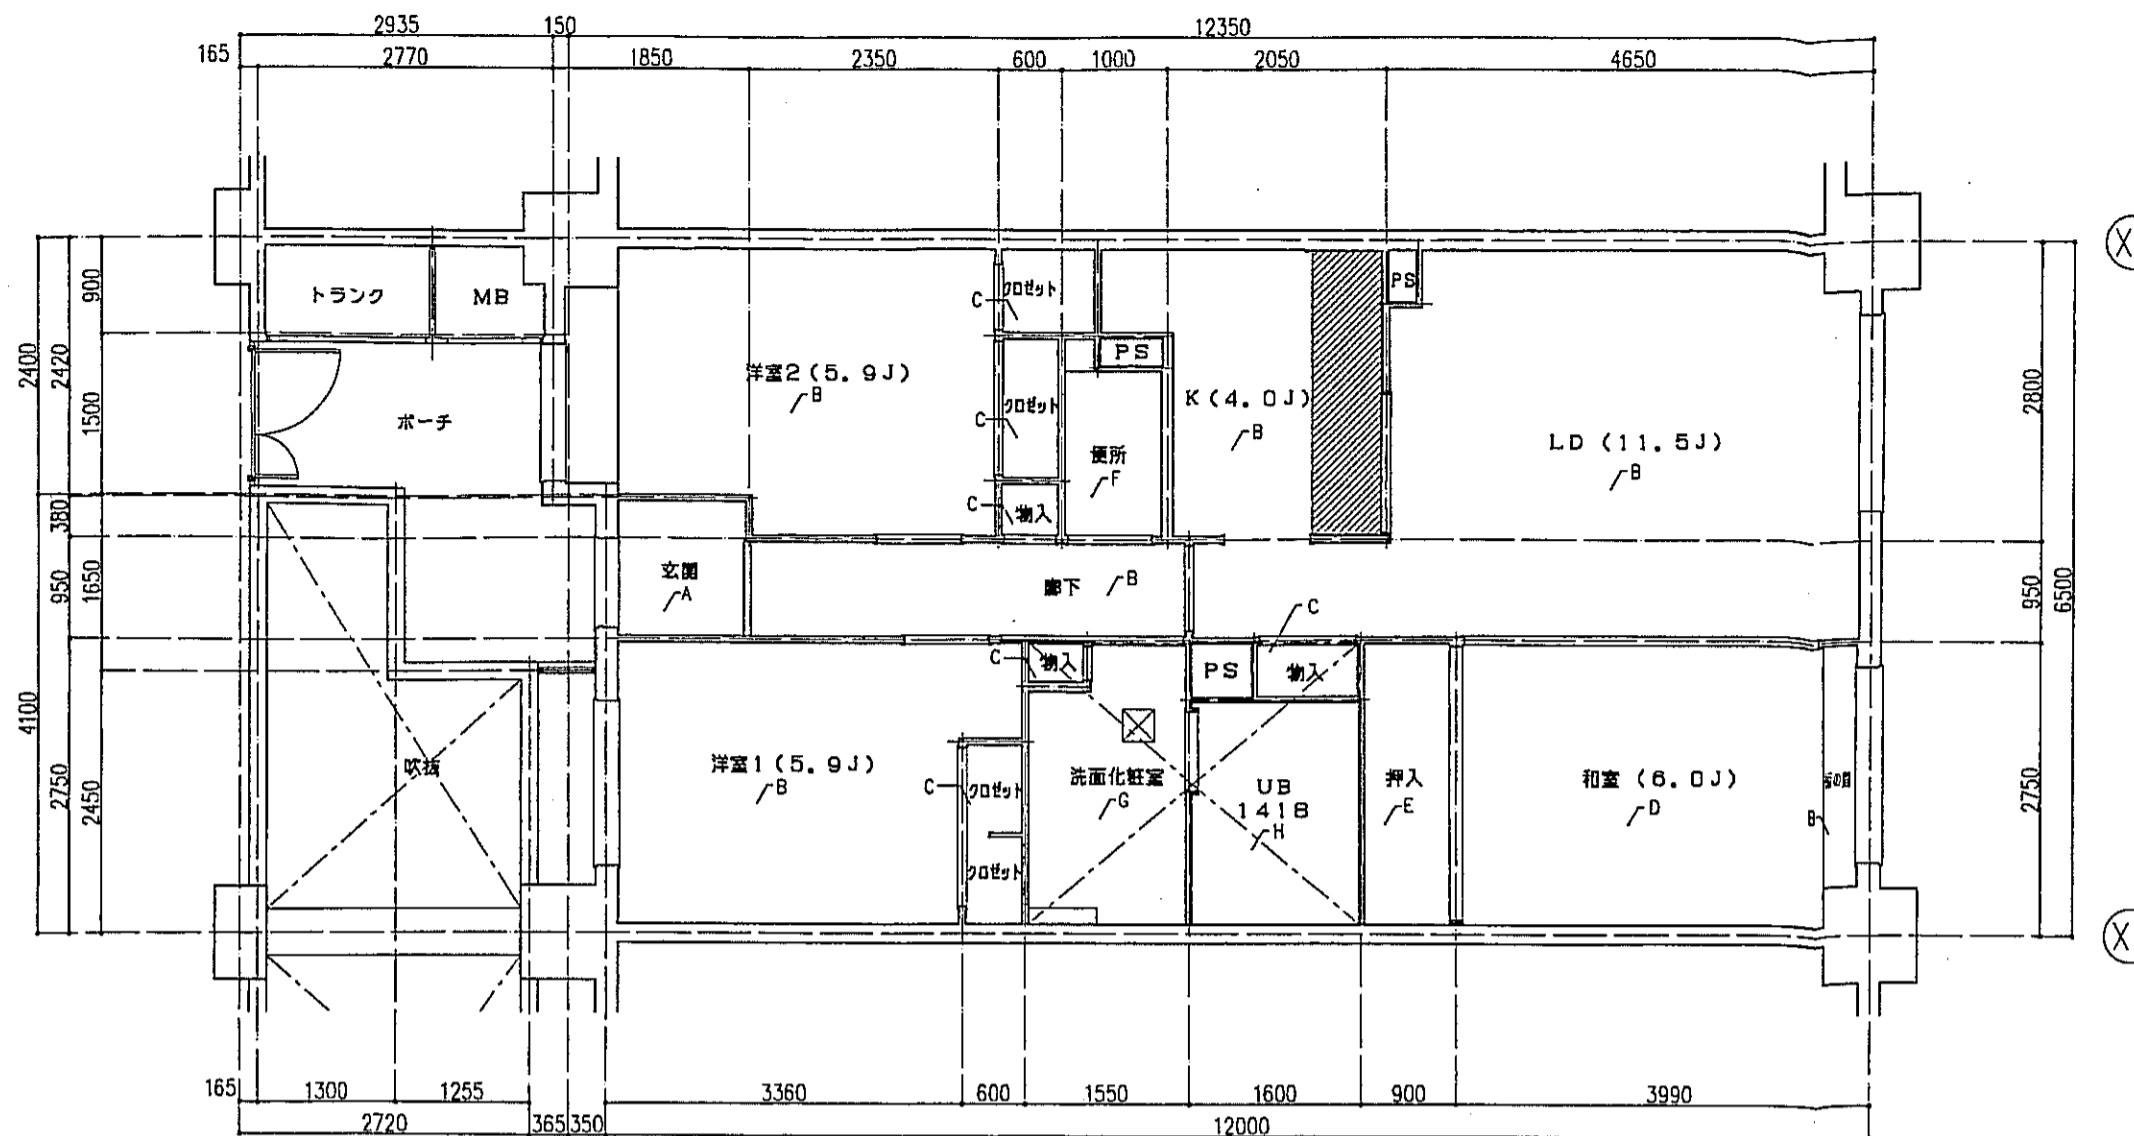 2935 150 12350
165 2770 1850 2350 600 1000 2050 4650
トランク
MB
C
クロゼット
PS
X
900
2400
2420
1500
ポーチ
洋室2(5.9J)
B
C
クロゼット
PS
便所
F
K(4.0J)
B
LD (11.5J)
B
2800
C
物入
380
玄関
A
廊下
B
C
950
1650
950
6500
C
物入
PS
物入
4100
2750
2450
吹抜
洋室1(5.9J)
B
C
クロゼット
クロゼット
洗面化粧室
G
UB
1418
H
押入
E
和室 (6.0J)
D
B
2750
X
165 1300 1255 3360 600 1550 1600 900 3990
2720 365 350 12000